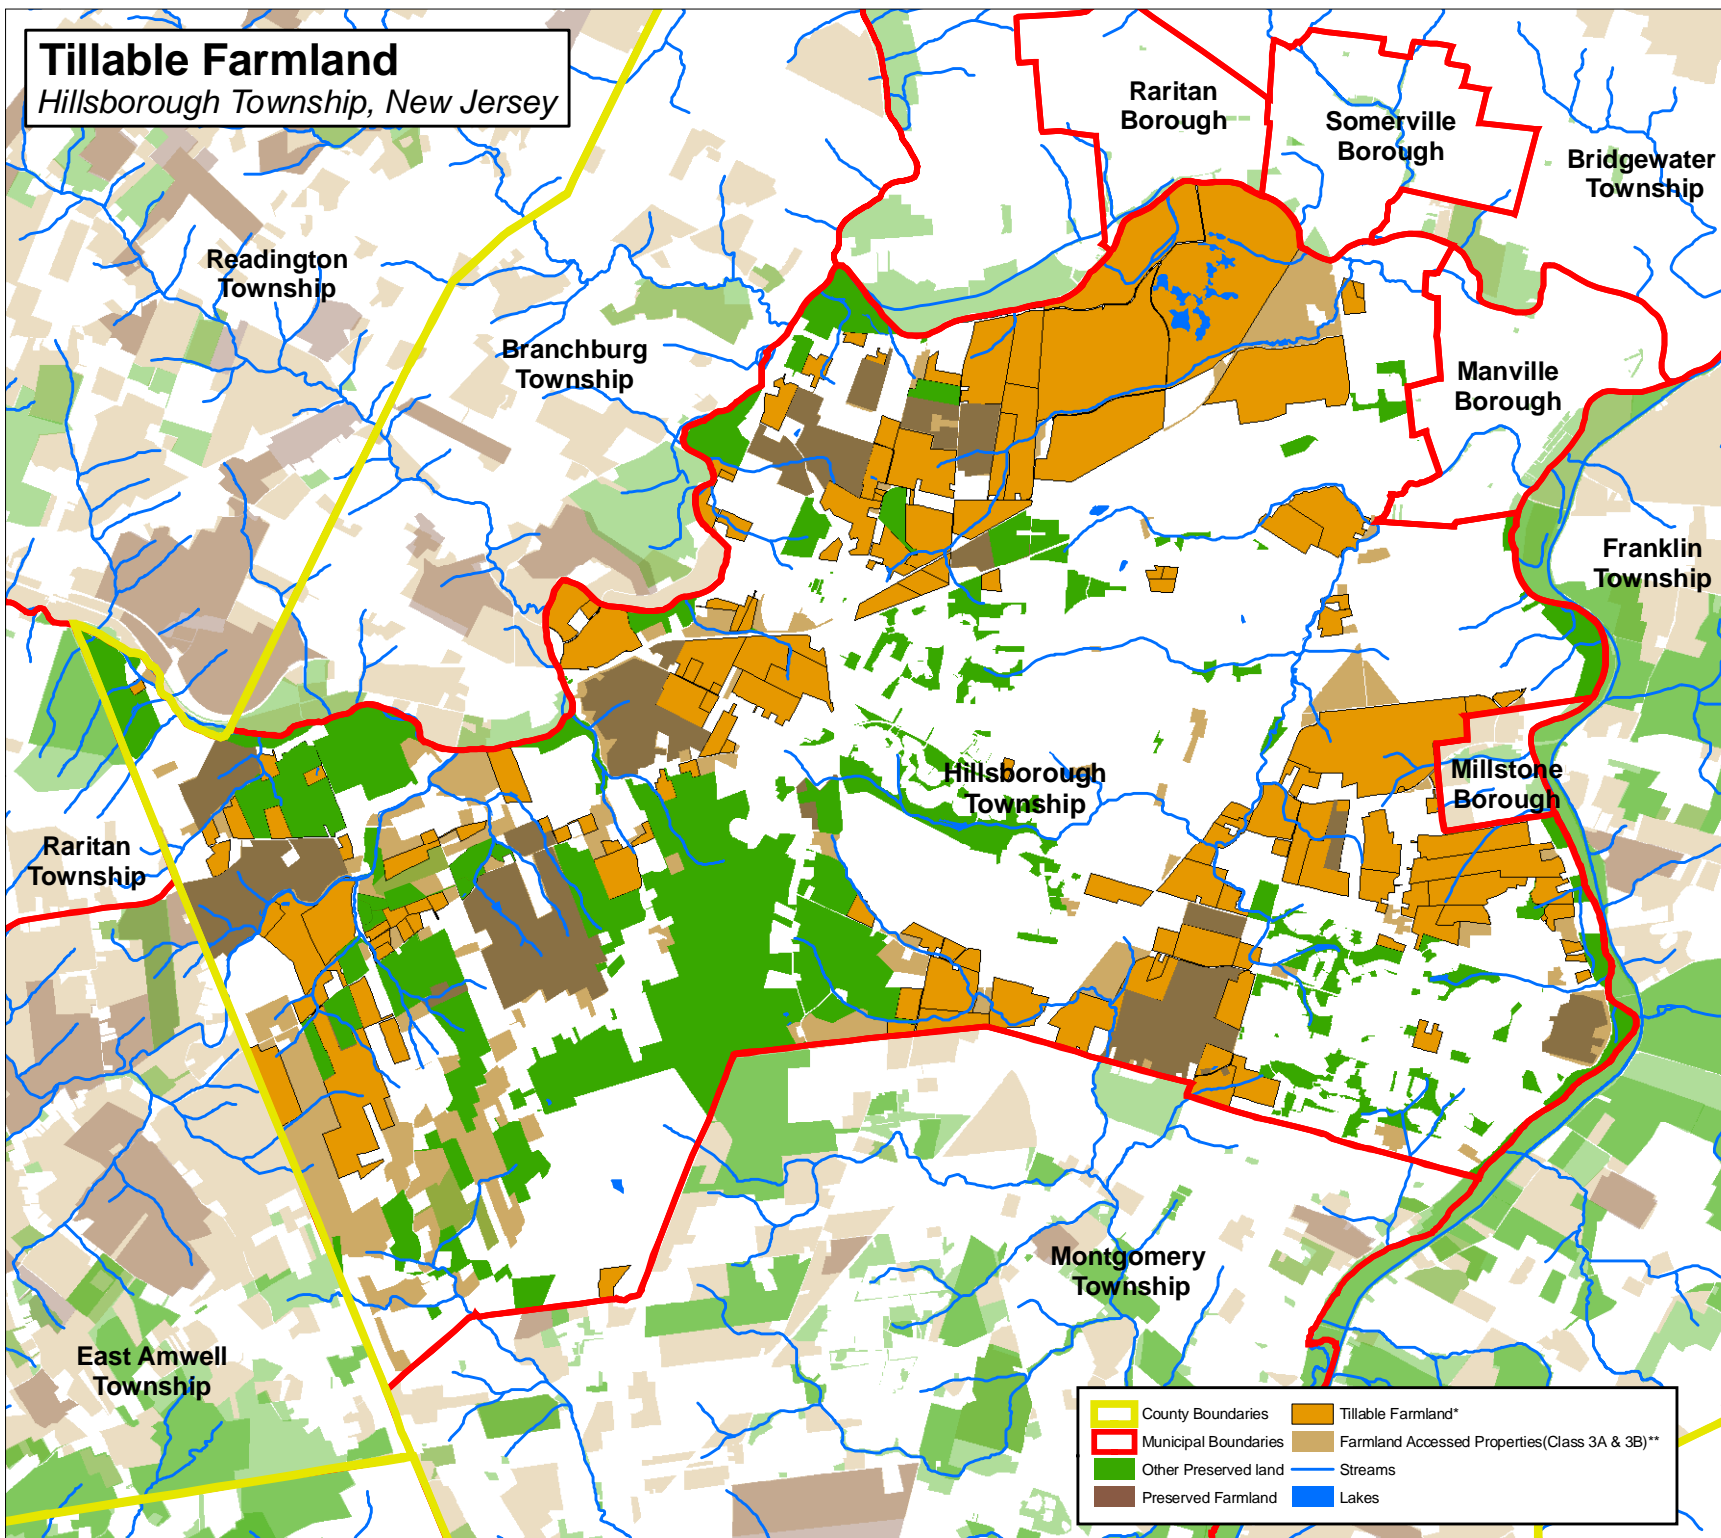 Tillable Farmland
Hillsborough Township, New Jersey
Raritan
Borough
Somerville
Borough
Bridgewater
Township
Readington
Township
Branchburg
Township
Manville
Borough
Franklin
Township
Hillsborough
Township
Millstone
Borough
Raritan
Township
Montgomery
Township
East Amwell
Township
County Boundaries
Tillable Farmland*
Municipal Boundaries
Farmland Accessed Properties(Class 3A & 3B)**
Other Preserved land
Streams
Preserved Farmland
Lakes